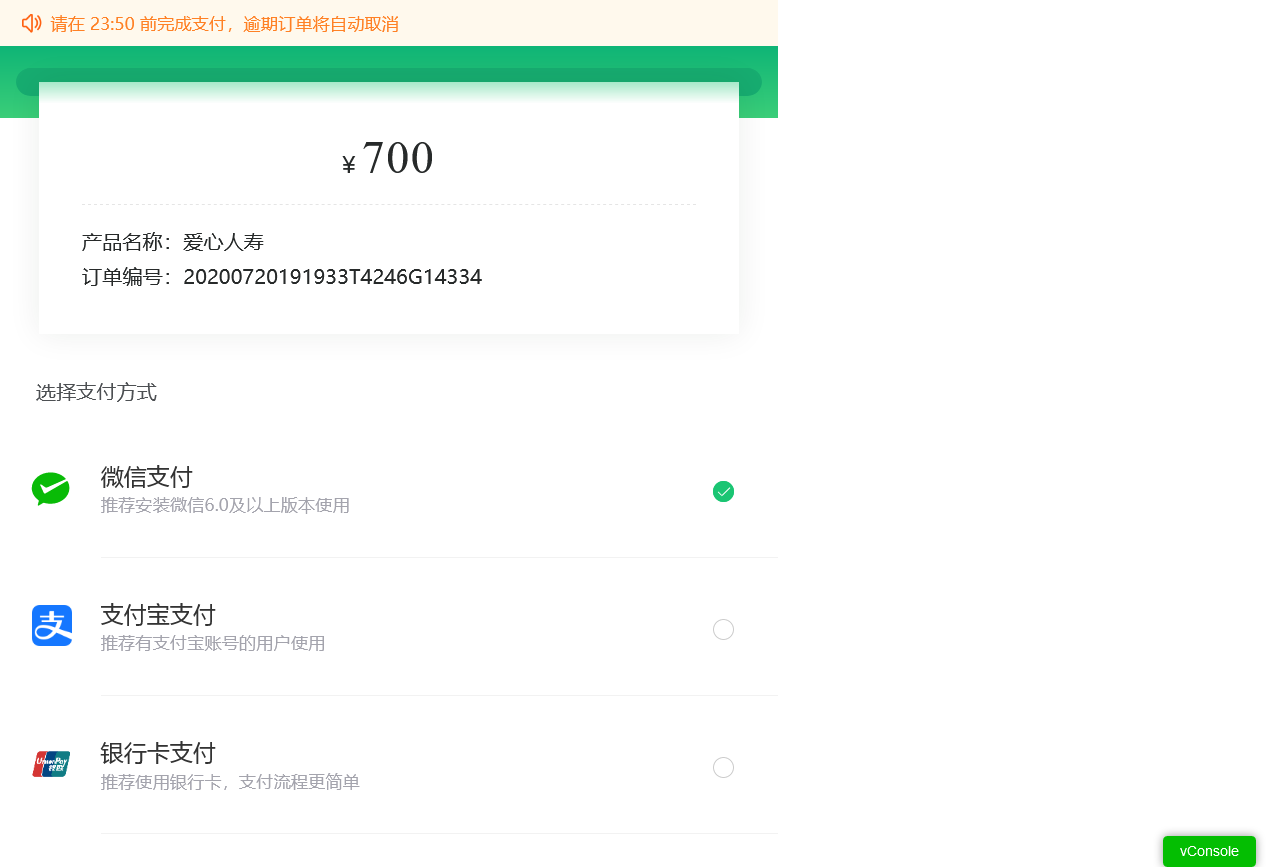 请在 23:50 前完成支付，逾期订单将自动取消
¥ 700
产品名称：爱心人寿
订单编号：20200720191933T4246G14334
选择支付方式
微信支付
推荐安装微信6.0及以上版本使用
支
支付宝支付
推荐有支付宝账号的用户使用
银行卡支付
UnionPay
银联
推荐使用银行卡，支付流程更简单
vConsole